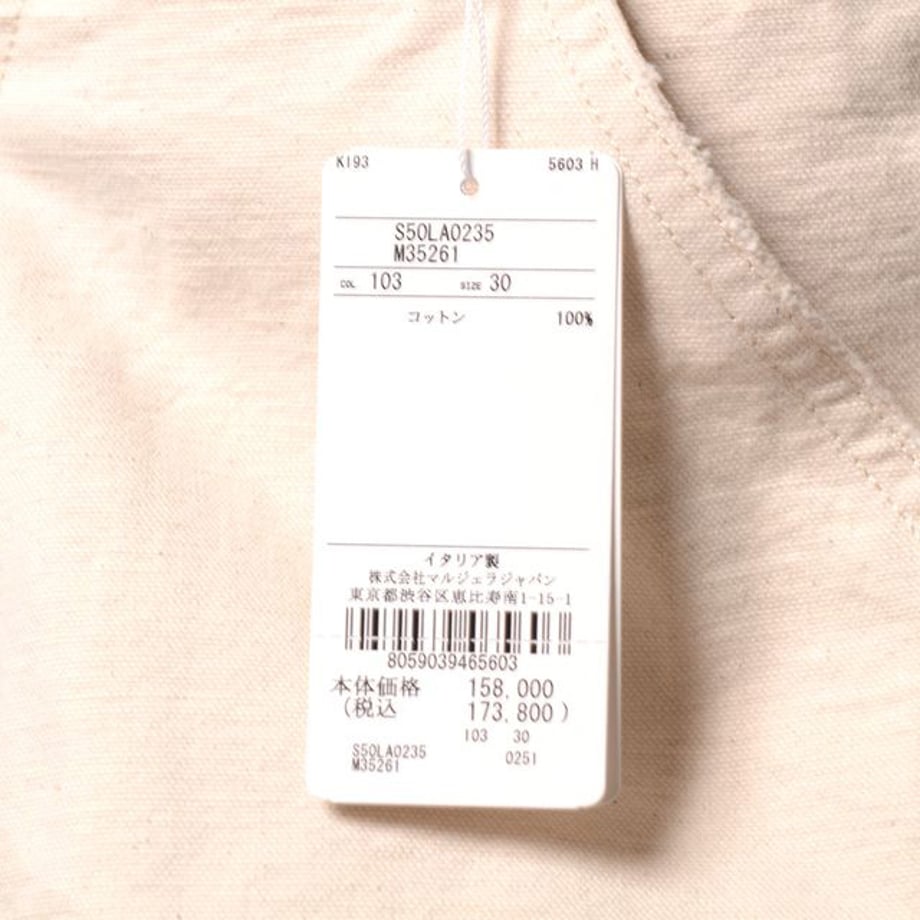 KI93 5603 H
S50LA0235
M35261
COL 103 SIZE 30
コットン 100%
イタリア製
株式会社マルジェラジャパン
東京都渋谷区恵比寿南1-15-1
8059039465603
本体価格 158,000
(税込 173,800)
103 30
S50LA0235 0251
M35261